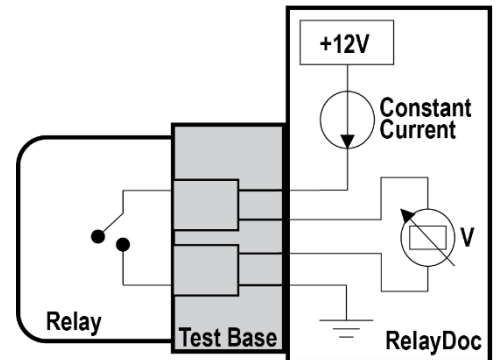 +12V
Constant
Current
V
Relay
Test Base
RelayDoc